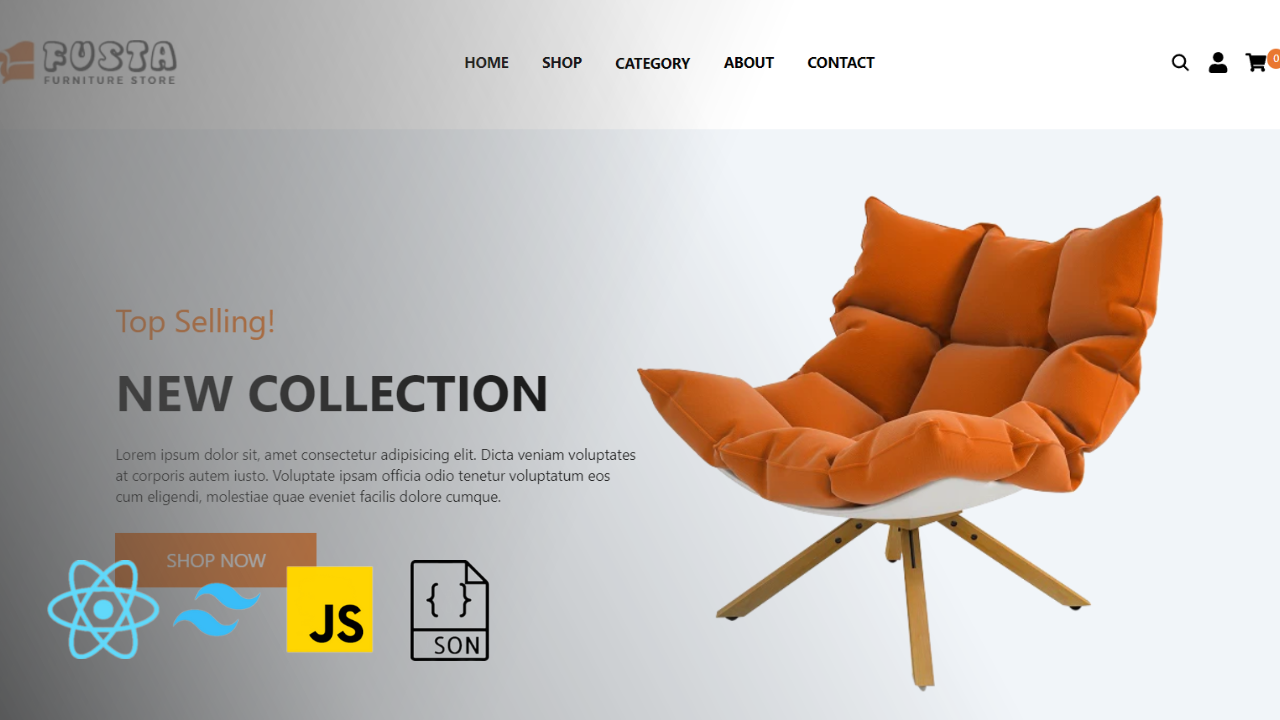 FUSTA
FURNITURE STORE
HOME SHOP CATEGORY ABOUT CONTACT
0
Top Selling!
NEW COLLECTION
Lorem ipsum dolor sit, amet consectetur adipisicing elit. Dicta veniam voluptates
at corporis autem iusto. Voluptate ipsam officia odio tenetur voluptatum eos
cum eligendi, molestiae quae eveniet facilis dolore cumque.
SHOP NOW
JS
{ }
SON